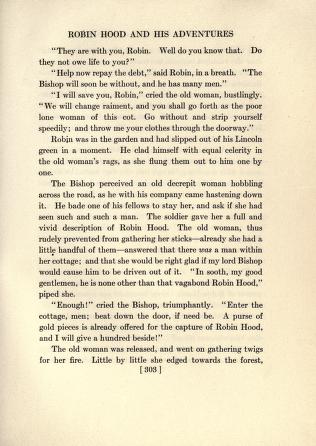 ROBIN HOOD AND HIS ADVENTURES
"They are with you, Robin. Well do you know that. Do
they not owe life to you?"
"Help now repay the debt," said Robin, in a breath. "The
Bishop will soon be without, and he has many men."
"I will save you, Robin," cried the old woman, bustlingly.
"We will change raiment, and you shall go forth as the poor
lone woman of this cot. Go without and strip yourself
speedily; and throw me your clothes through the doorway."
Robin was in the garden and had slipped out of his Lincoln
green in a moment. He clad himself with equal celerity in
the old woman's rags, as she flung them out to him one by
one.
The Bishop perceived an old decrepit woman hobbling
across the road, as he with his company came hastening down
it. He bade one of his fellows to stay her, and ask if she had
seen such and such a man. The soldier gave her a full and
vivid description of Robin Hood. The old woman, thus
rudely prevented from gathering her sticks—already she had a
little handful of them—answered that there was a man within
her cottage; and that she would be right glad if my lord Bishop
would cause him to be driven out of it. "In sooth, my good
gentlemen, he is none other than that vagabond Robin Hood,"
piped she.
"Enough!" cried the Bishop, triumphantly. "Enter the
cottage, men; beat down the door, if need be. A purse of
gold pieces is already offered for the capture of Robin Hood,
and I will give a hundred beside!"
The old woman was released, and went on gathering twigs
for her fire. Little by little she edged towards the forest,
[ 303 ]